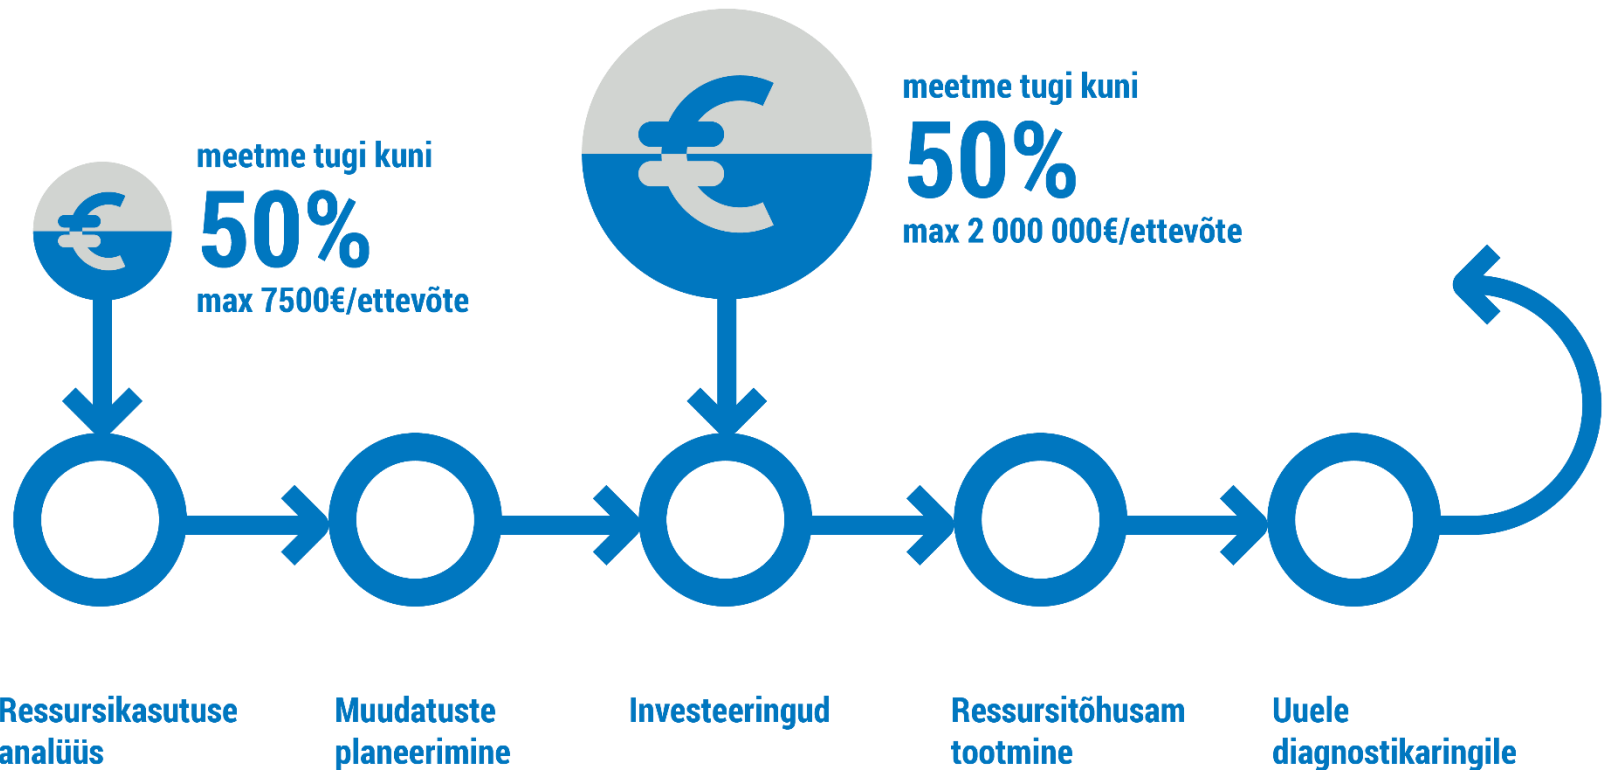 meetme tugi kuni
50%
max 7500€/ettevõte
meetme tugi kuni
50%
max 2 000 000€/ettevõte
Ressursikasutuse
analüüs
Muudatuste
planeerimine
Investeeringud
Ressursitõhusam
tootmine
Uuele
diagnostikaringile